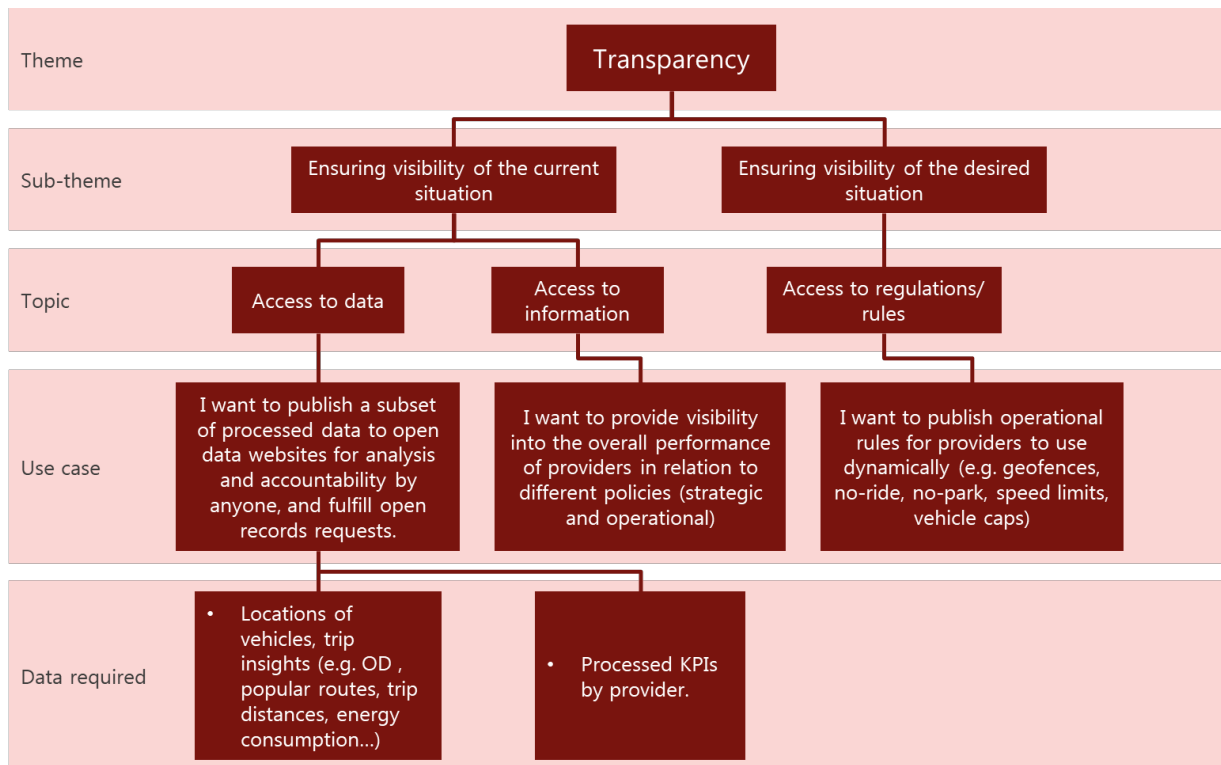 Theme
Transparency
Sub-theme
Ensuring visibility of the current
situation
Ensuring visibility of the desired
situation
Topic
Access to data
Access to
information
Access to regulations/
rules
Use case
I want to publish a subset
of processed data to open
data websites for analysis
and accountability by
anyone, and fulfill open
records requests.
I want to provide visibility
into the overall performance
of providers in relation to
different policies (strategic
and operational)
I want to publish operational
rules for providers to use
dynamically (e.g. geofences,
no-ride, no-park, speed limits,
vehicle caps)
Data required
• Locations of
vehicles, trip
insights (e.g. OD ,
popular routes, trip
distances, energy
consumption...)
• Processed KPIs
by provider.